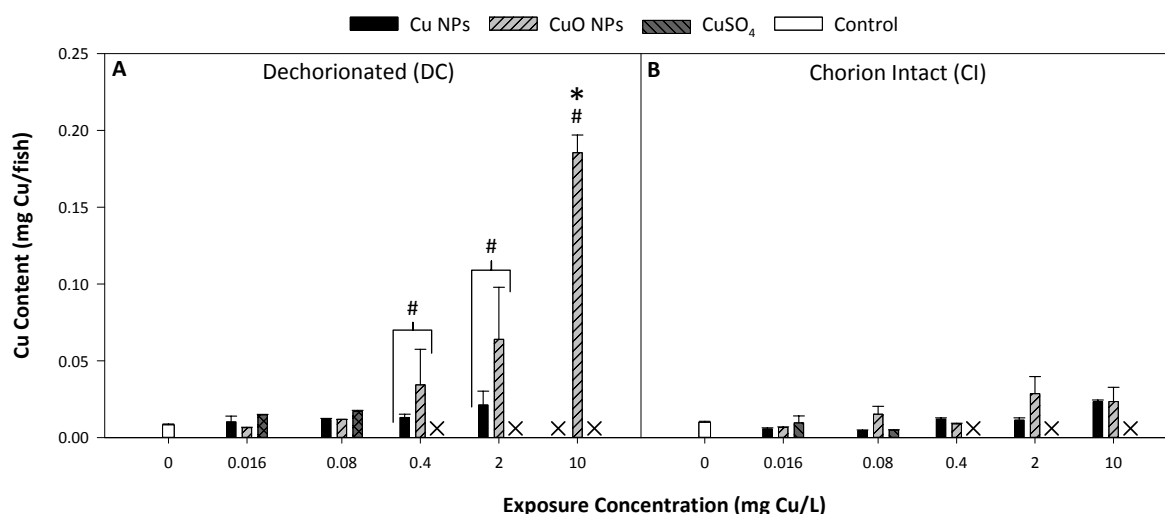 Cu NPs CuO NPs CuSO₄ Control
A Dechorionated (DC)
B Chorion Intact (CI)
Cu Content (mg Cu/fish)
0.25
0.20
0.15
0.10
0.05
0.00
*
#
#
#
0 0.016 0.08 0.4 2 10
0 0.016 0.08 0.4 2 10
Exposure Concentration (mg Cu/L)